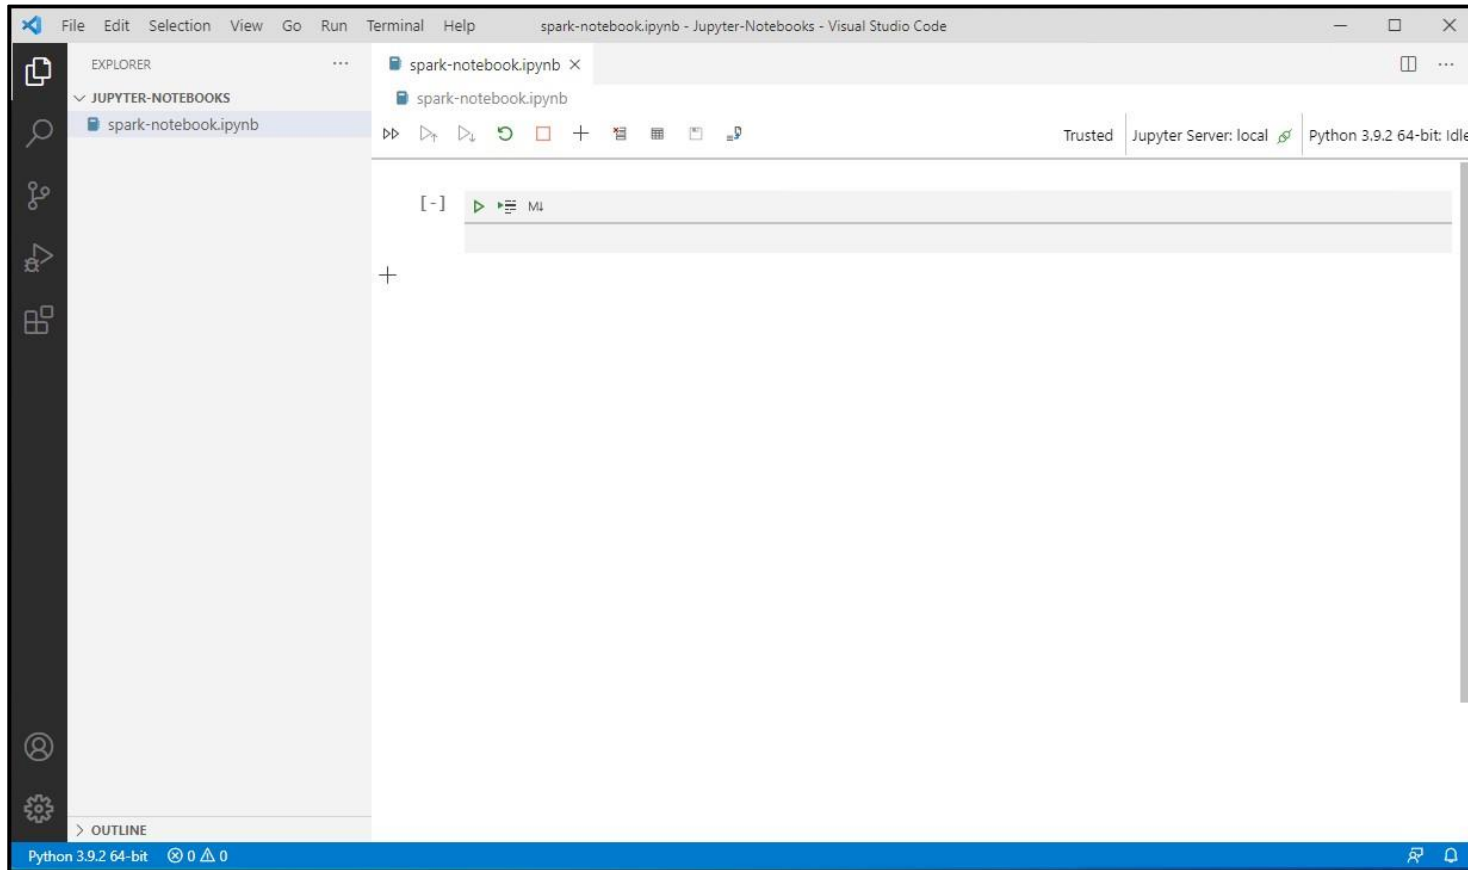 File Edit Selection View Go Run Terminal Help spark-notebook.ipynb - Jupyter-Notebooks - Visual Studio Code
EXPLORER
JUPYTER-NOTEBOOKS
spark-notebook.ipynb
OUTLINE
spark-notebook.ipynb
spark-notebook.ipynb
Trusted Jupyter Server: local Python 3.9.2 64-bit: Idle
[-] M↓
Python 3.9.2 64-bit 0 0